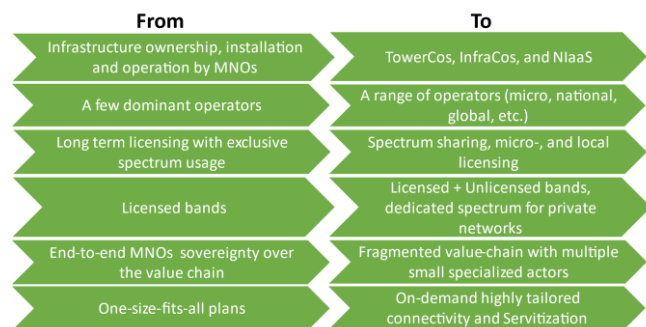 From
To
Infrastructure ownership, installation
and operation by MNOs
TowerCos, InfraCos, and NIaaS
A few dominant operators
A range of operators (micro, national,
global, etc.)
Long term licensing with exclusive
spectrum usage
Spectrum sharing, micro-, and local
licensing
Licensed bands
Licensed + Unlicensed bands,
dedicated spectrum for private
networks
End-to-end MNOs sovereignty over
the value chain
Fragmented value-chain with multiple
small specialized actors
One-size-fits-all plans
On-demand highly tailored
connectivity and Servitization